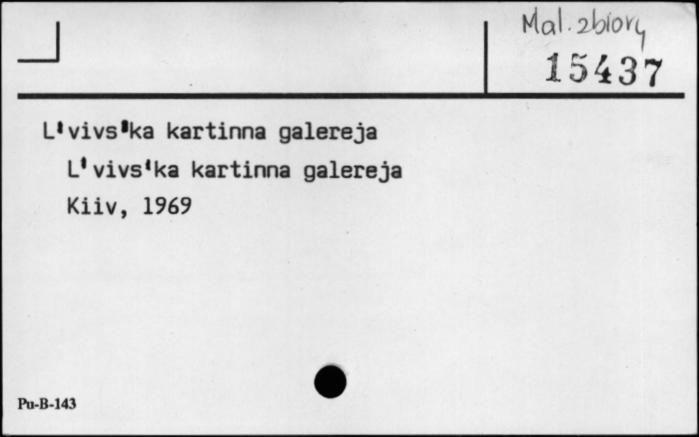 Mal. zbiory
15437
L'vivs'ka kartinna galereja
L'vivs'ka kartinna galereja
Kiiv, 1969
Pu-B-143